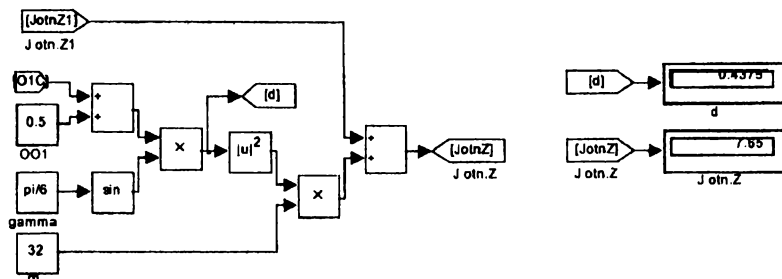 [JotnZ1]
J otn.Z1
[O1C]
0.5
OO1
+
+
×
[d]
|u|²
pi/6
sin
gamma
32
m
×
+
+
[JotnZ]
J otn.Z
[d]
0.4375
d
[JotnZ]
7.65
J otn.Z